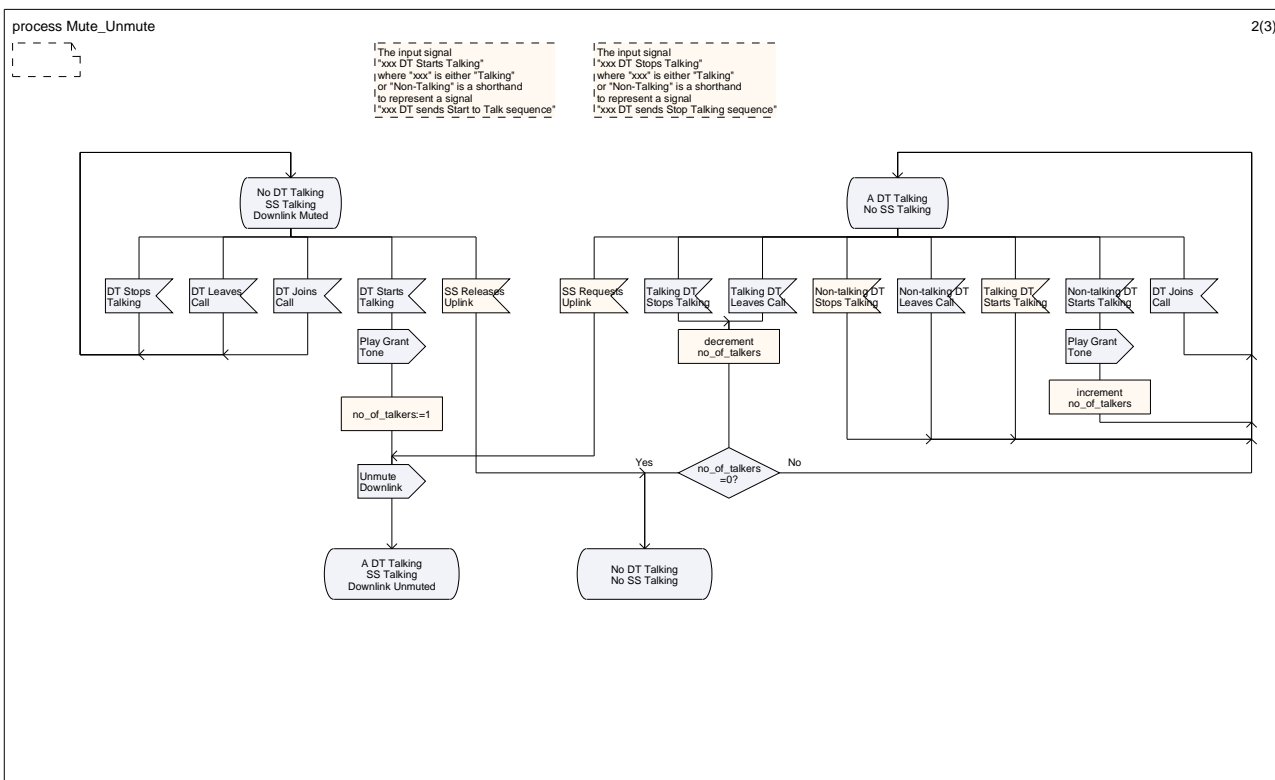 process Mute_Unmute
2(3)
The input signal
"xxx DT Starts Talking"
where "xxx" is either "Talking"
or "Non-Talking" is a shorthand
to represent a signal
"xxx DT sends Start to Talk sequence"
The input signal
"xxx DT Stops Talking"
where "xxx" is either "Talking"
or "Non-Talking" is a shorthand
to represent a signal
"xxx DT sends Stop Talking sequence"
No DT Talking
SS Talking
Downlink Muted
A DT Talking
No SS Talking
DT Stops
Talking
DT Leaves
Call
DT Joins
Call
DT Starts
Talking
SS Releases
Uplink
SS Requests
Uplink
Talking DT
Stops Talking
Talking DT
Leaves Call
Non-talking DT
Stops Talking
Non-talking DT
Leaves Call
Talking DT
Starts Talking
Non-talking DT
Starts Talking
DT Joins
Call
Play Grant
Tone
decrement
no_of_talkers
Play Grant
Tone
no_of_talkers:=1
increment
no_of_talkers
Unmute
Downlink
Yes
no_of_talkers
=0?
No
A DT Talking
SS Talking
Downlink Unmuted
No DT Talking
No SS Talking